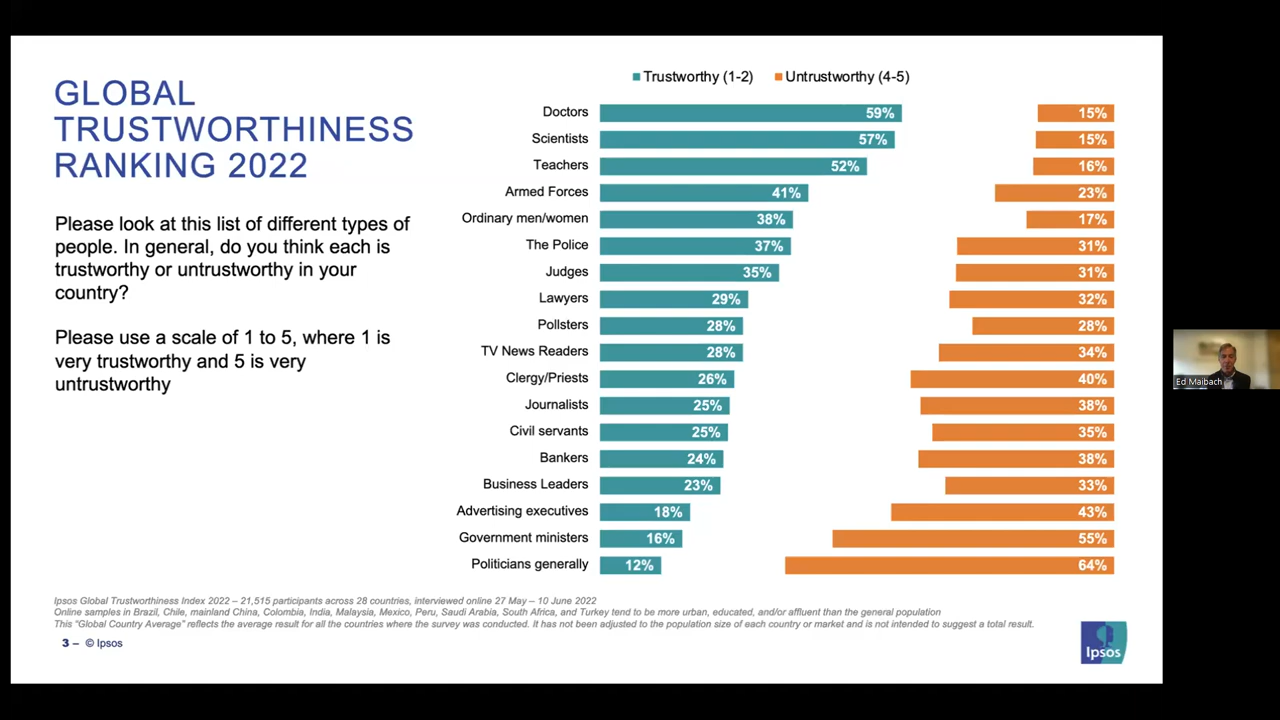 GLOBAL
TRUSTWORTHINESS
RANKING 2022
Please look at this list of different types of
people. In general, do you think each is
trustworthy or untrustworthy in your
country?
Please use a scale of 1 to 5, where 1 is
very trustworthy and 5 is very
untrustworthy
Trustworthy (1-2) Untrustworthy (4-5)
Doctors 59% 15%
Scientists 57% 15%
Teachers 52% 16%
Armed Forces 41% 23%
Ordinary men/women 38% 17%
The Police 37% 31%
Judges 35% 31%
Lawyers 29% 32%
Pollsters 28% 28%
TV News Readers 28% 34%
Clergy/Priests 26% 40%
Journalists 25% 38%
Civil servants 25% 35%
Bankers 24% 38%
Business Leaders 23% 33%
Advertising executives 18% 43%
Government ministers 16% 55%
Politicians generally 12% 64%
Ipsos Global Trustworthiness Index 2022 – 21,515 participants across 28 countries, interviewed online 27 May – 10 June 2022
Online samples in Brazil, Chile, mainland China, Colombia, India, Malaysia, Mexico, Peru, Saudi Arabia, South Africa, and Turkey tend to be more urban, educated, and/or affluent than the general population
This "Global Country Average" reflects the average result for all the countries where the survey was conducted. It has not been adjusted to the population size of each country or market and is not intended to suggest a total result.
3 – © Ipsos
Ipsos
Ed Maibach